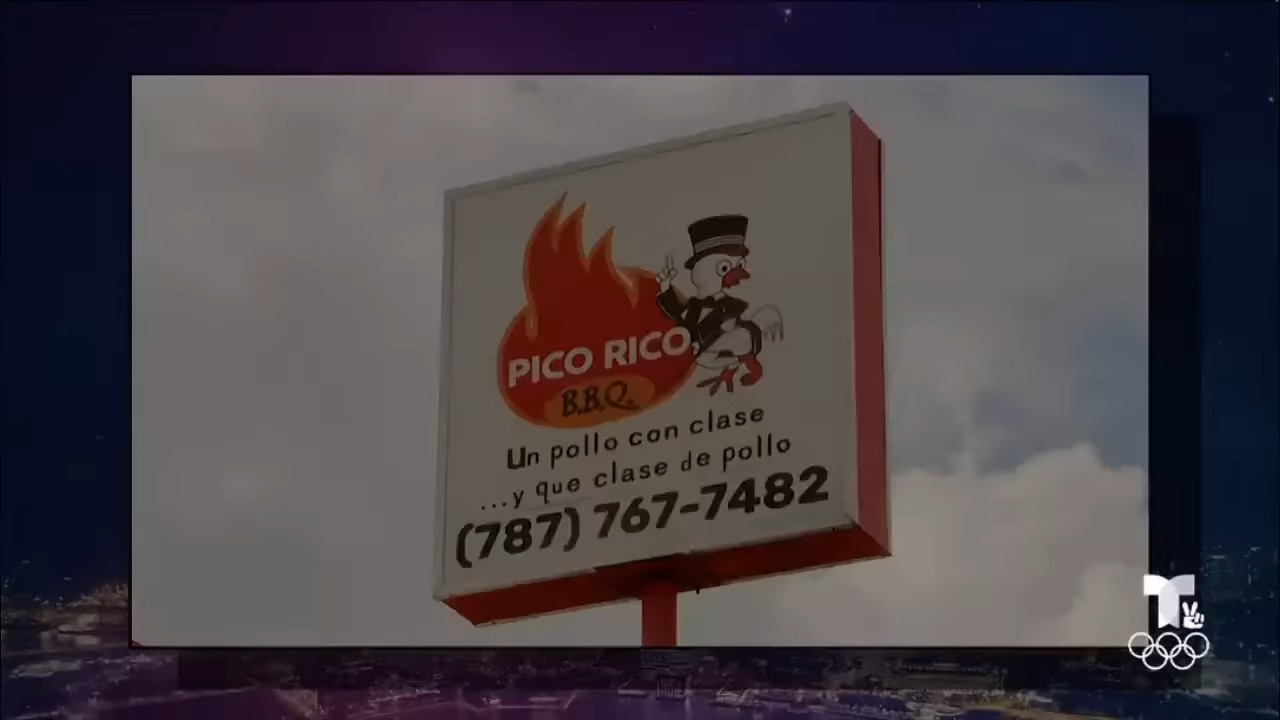 PICO RICO
B.B.Q.
Un pollo con clase
...y que clase de pollo
(787) 767-7482